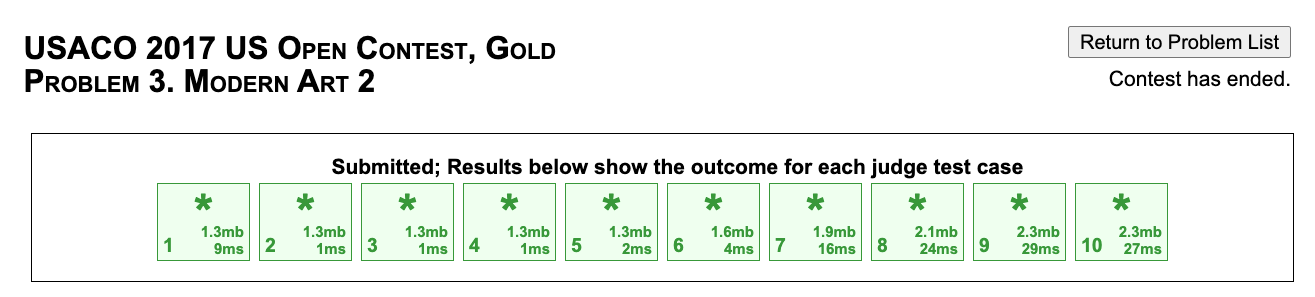 USACO 2017 US Open Contest, Gold
Problem 3. Modern Art 2
Return to Problem List
Contest has ended.
Submitted; Results below show the outcome for each judge test case
* * * * * * * * * *
1.3mb 1.3mb 1.3mb 1.3mb 1.3mb 1.6mb 1.9mb 2.1mb 2.3mb 2.3mb
1 9ms 2 1ms 3 1ms 4 1ms 5 2ms 6 4ms 7 16ms 8 24ms 9 29ms 10 27ms